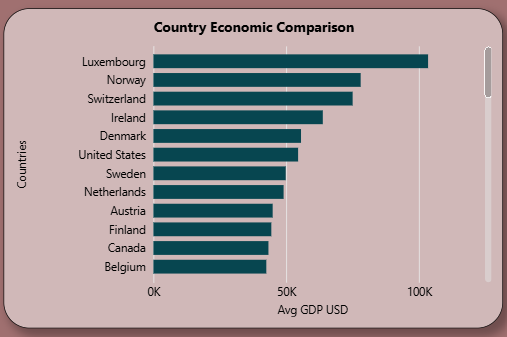 Country Economic Comparison
Countries
Luxembourg
Norway
Switzerland
Ireland
Denmark
United States
Sweden
Netherlands
Austria
Finland
Canada
Belgium
0K 50K 100K
Avg GDP USD